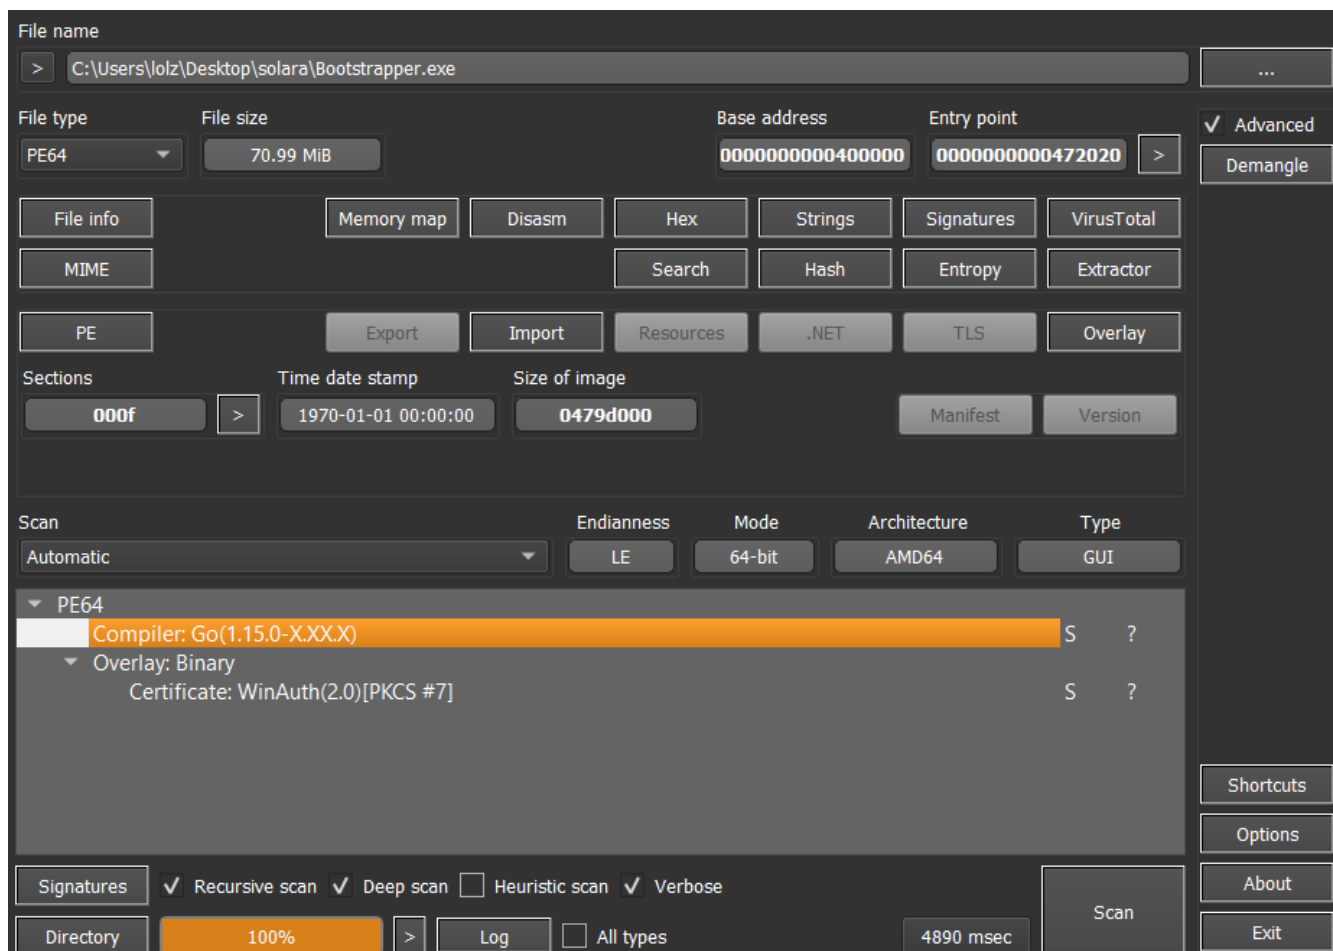 File name
> C:\Users\lolz\Desktop\solara\Bootstrapper.exe ...
File type File size Base address Entry point Advanced
PE64 70.99 MiB 0000000000400000 0000000000472020 > Demangle
File info Memory map Disasm Hex Strings Signatures VirusTotal
MIME Search Hash Entropy Extractor
PE Export Import Resources .NET TLS Overlay
Sections Time date stamp Size of image
000f > 1970-01-01 00:00:00 0479d000 Manifest Version
Scan Endianness Mode Architecture Type
Automatic LE 64-bit AMD64 GUI
PE64
Compiler: Go(1.15.0-X.XX.X) S ?
Overlay: Binary
Certificate: WinAuth(2.0)[PKCS #7] S ?
Shortcuts
Options
Signatures Recursive scan Deep scan Heuristic scan Verbose About
Scan
Directory 100% > Log All types 4890 msec Exit